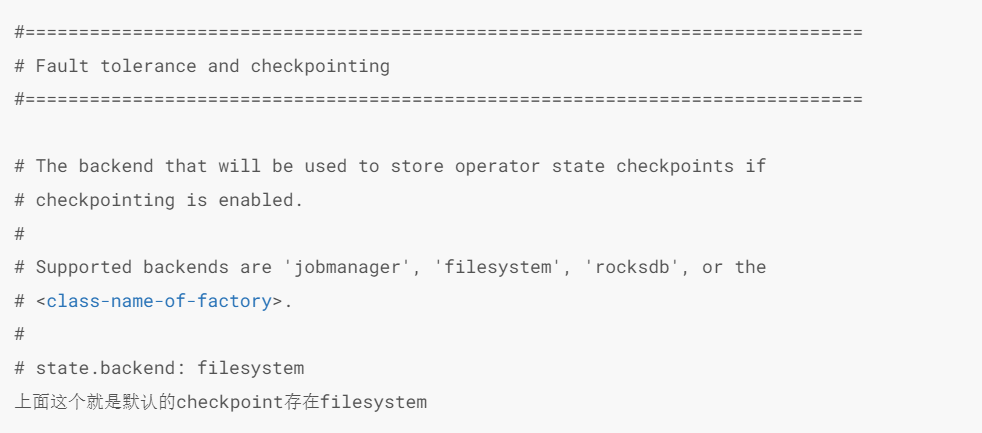 #==============================================================================
# Fault tolerance and checkpointing
#==============================================================================
# The backend that will be used to store operator state checkpoints if
# checkpointing is enabled.
#
# Supported backends are 'jobmanager', 'filesystem', 'rocksdb', or the
# <class-name-of-factory>.
#
# state.backend: filesystem
上面这个就是默认的checkpoint存在filesystem